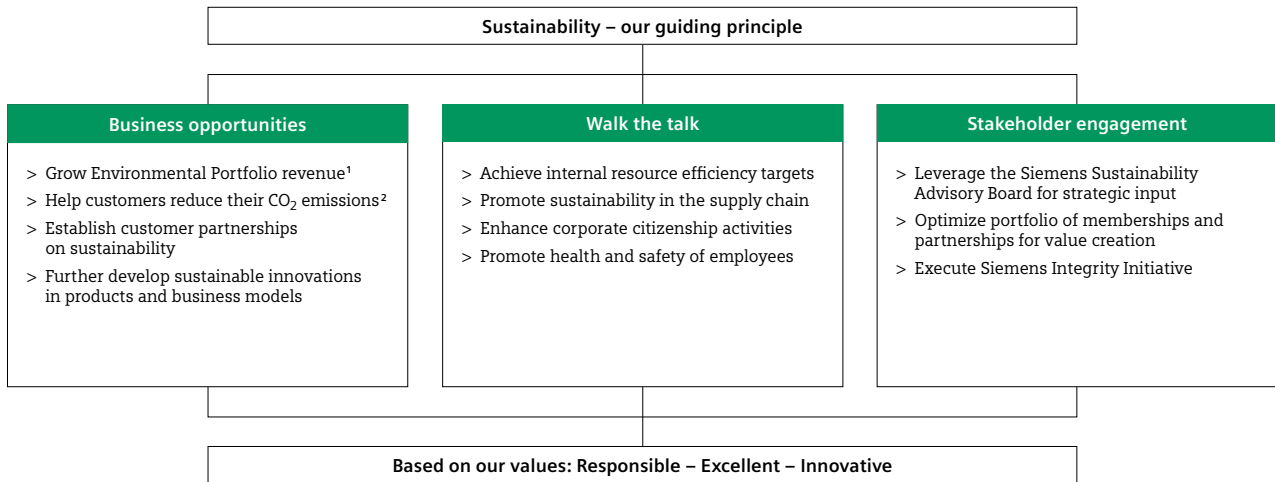 Sustainability – our guiding principle
Business opportunities
> Grow Environmental Portfolio revenue¹
> Help customers reduce their CO₂ emissions²
> Establish customer partnerships
on sustainability
> Further develop sustainable innovations
in products and business models
Walk the talk
> Achieve internal resource efficiency targets
> Promote sustainability in the supply chain
> Enhance corporate citizenship activities
> Promote health and safety of employees
Stakeholder engagement
> Leverage the Siemens Sustainability
Advisory Board for strategic input
> Optimize portfolio of memberships and
partnerships for value creation
> Execute Siemens Integrity Initiative
Based on our values: Responsible – Excellent – Innovative